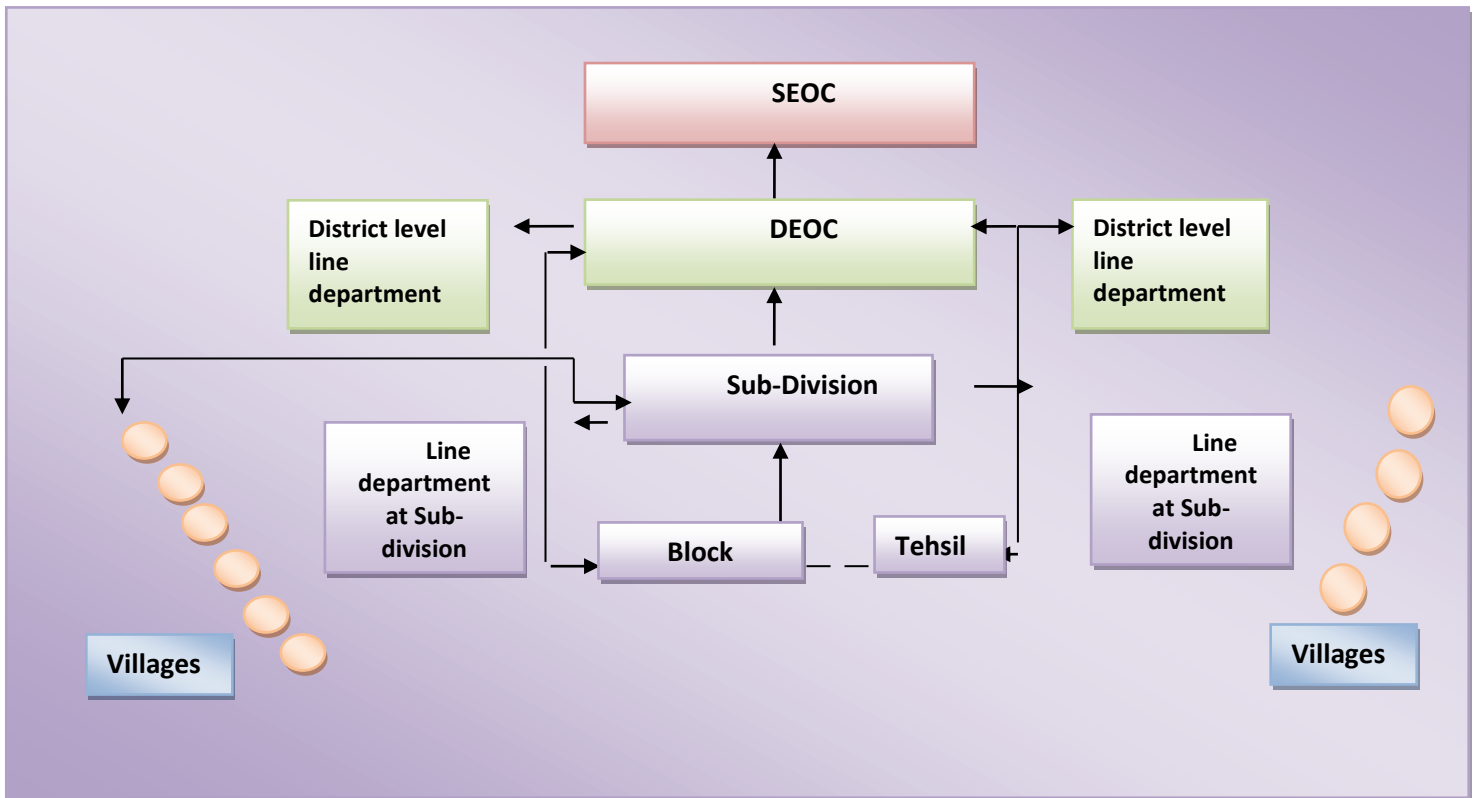 SEOC
District level
line
department
DEOC
District level
line
department
Sub-Division
Line
department
at Sub-
division
Block
Tehsil
Line
department
at Sub-
division
Villages
Villages